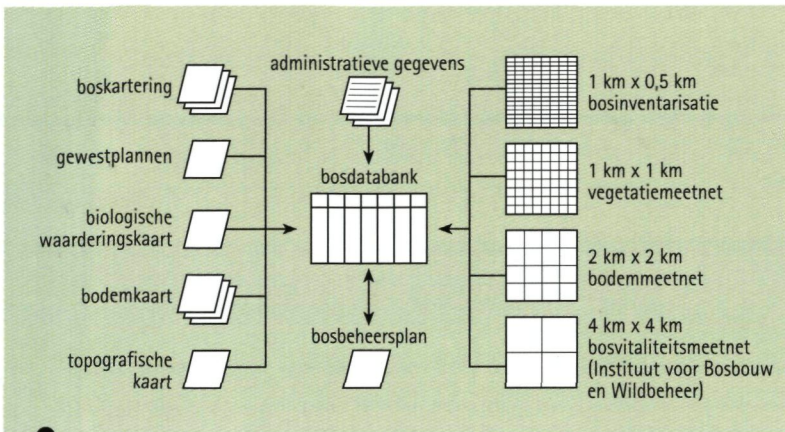 boskartering
gewestplannen
biologische
waarderingskaart
bodemkaart
topografische
kaart
administratieve gegevens
bosdatabank
bosbeheersplan
1 km x 0,5 km
bosinventarisatie
1 km x 1 km
vegetatiemeetnet
2 km x 2 km
bodemmeetnet
4 km x 4 km
bosvitaliteitsmeetnet
(Instituut voor Bosbouw
en Wildbeheer)